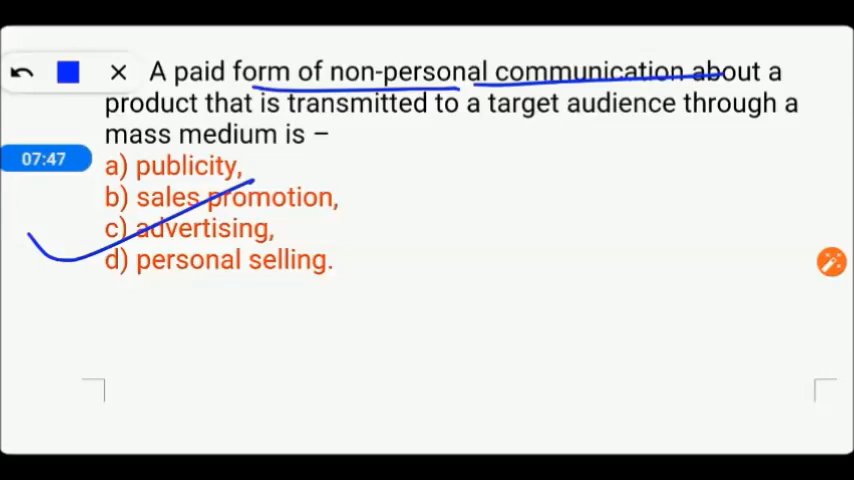 A paid form of non-personal communication about a
product that is transmitted to a target audience through a
mass medium is –
07:47
a) publicity,
b) sales promotion,
c) advertising,
d) personal selling.